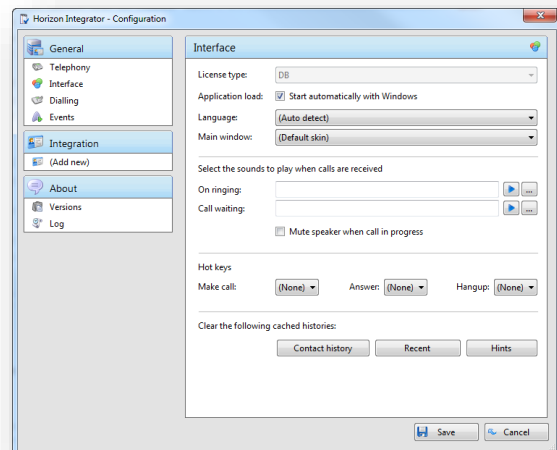 Horizon Integrator - Configuration
General
Telephony
Interface
Dialling
Events
Integration
(Add new)
About
Versions
Log
Interface
License type: DB
Application load: Start automatically with Windows
Language: (Auto detect)
Main window: (Default skin)
Select the sounds to play when calls are received
On ringing: ...
Call waiting: ...
Mute speaker when call in progress
Hot keys
Make call: (None) Answer: (None) Hangup: (None)
Clear the following cached histories:
Contact history Recent Hints
Save Cancel